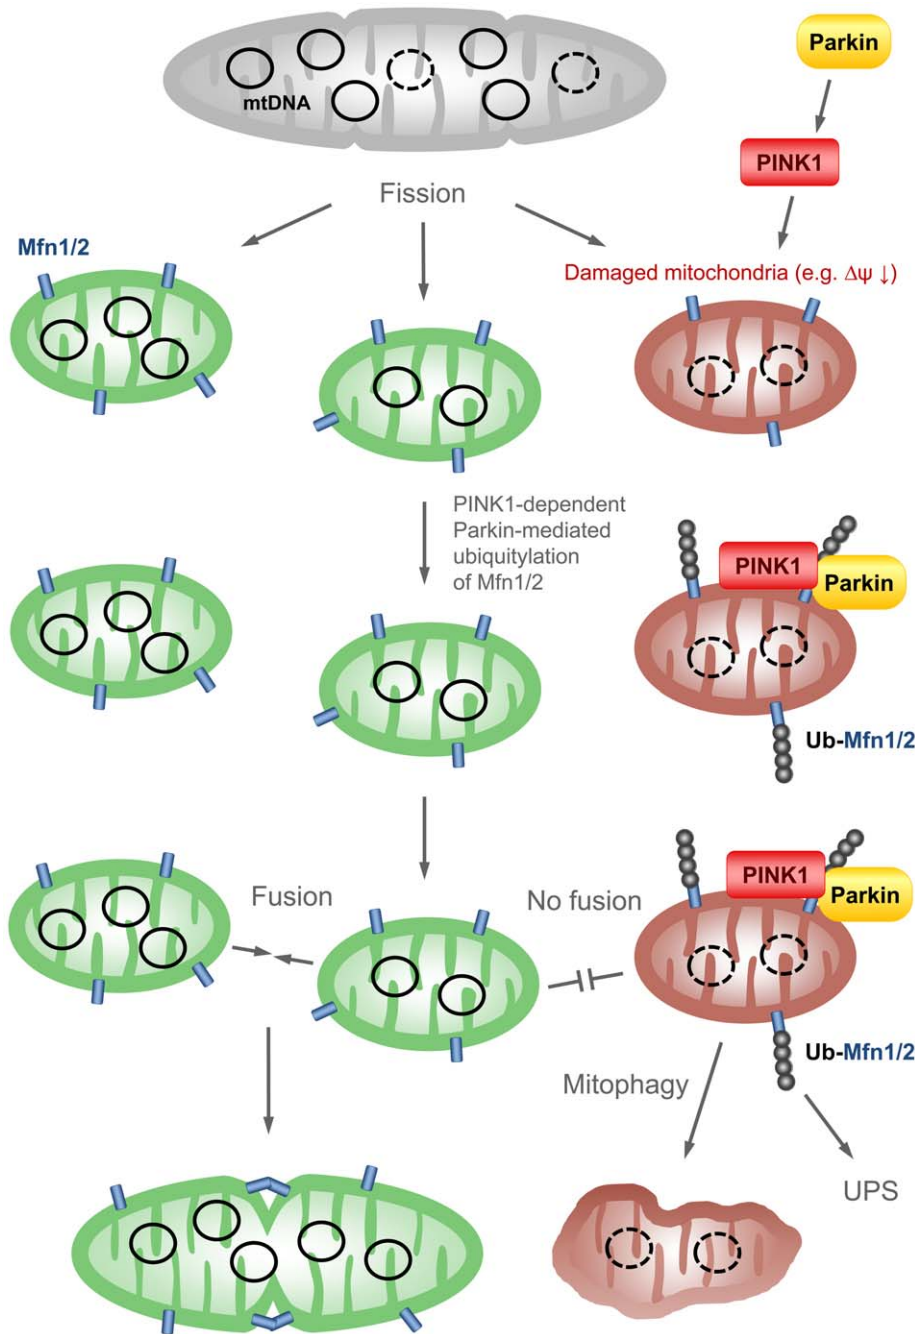 Parkin
mtDNA
PINK1
Fission
Mfn1/2
Damaged mitochondria (e.g. Δψ ↓)
PINK1-dependent
Parkin-mediated
ubiquitylation
of Mfn1/2
PINK1
Parkin
Ub-Mfn1/2
Fusion
No fusion
PINK1
Parkin
Ub-Mfn1/2
Mitophagy
UPS